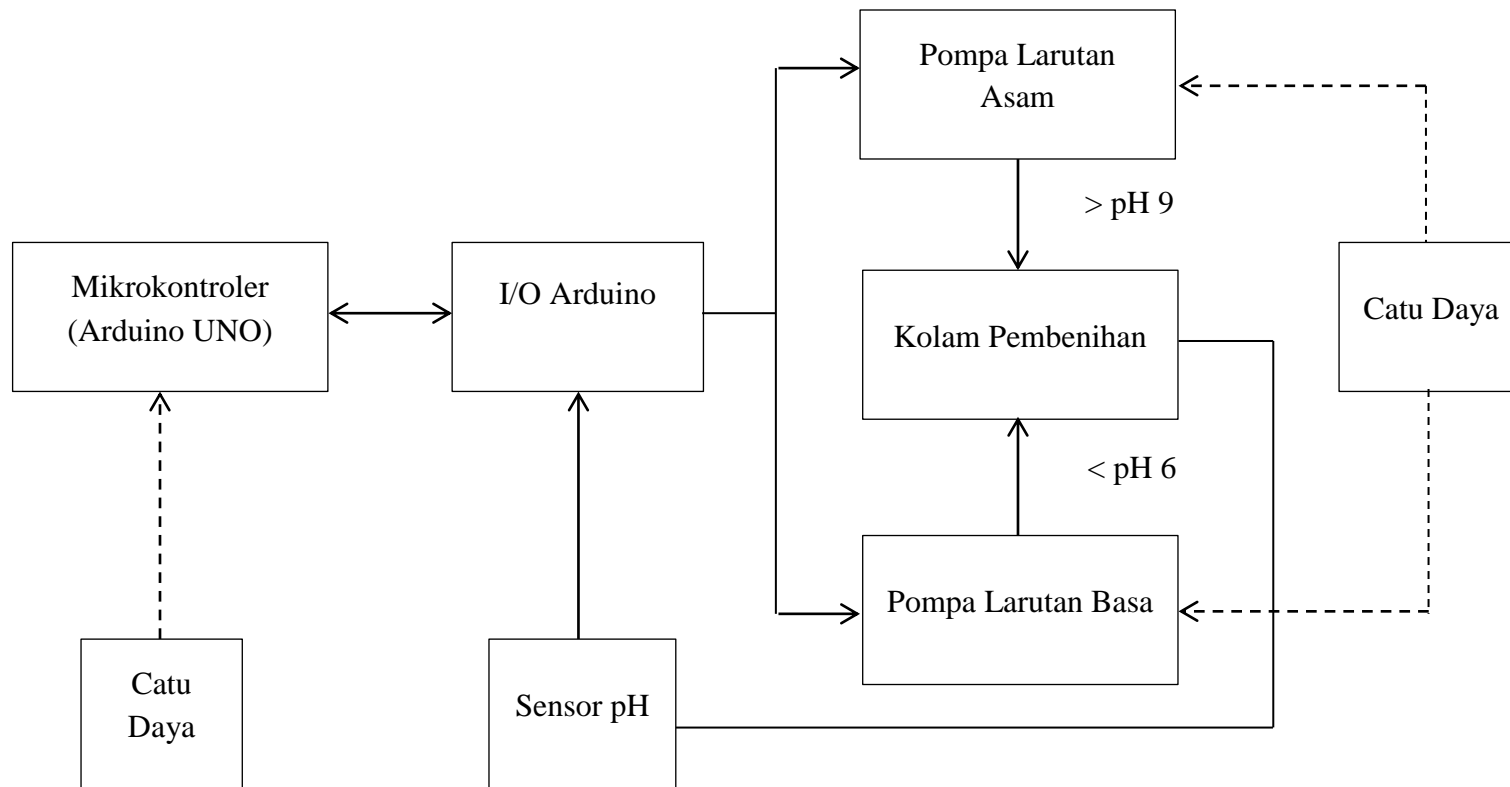 Pompa Larutan
Asam
> pH 9
Mikrokontroler
(Arduino UNO)
I/O Arduino
Kolam Pembenihan
Catu Daya
< pH 6
Pompa Larutan Basa
Catu
Daya
Sensor pH